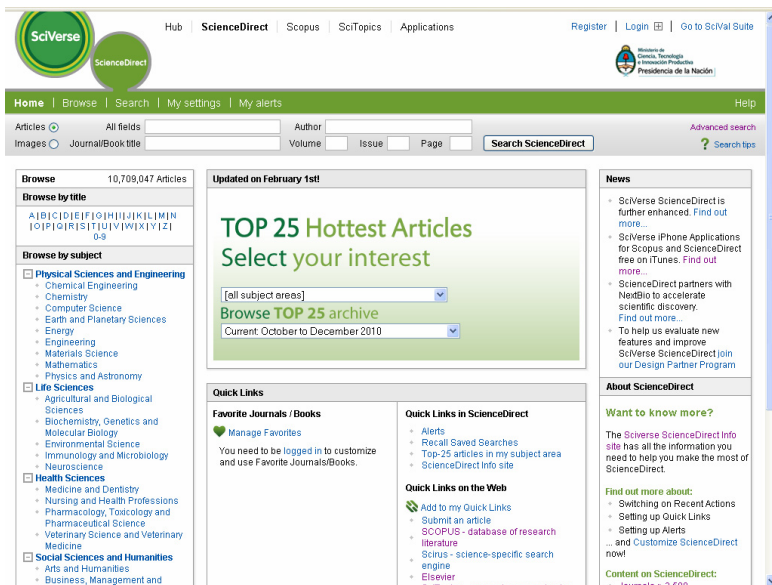 SciVerse
ScienceDirect
Hub ScienceDirect Scopus SciTopics Applications
Register | Login | Go to SciVal Suite
Ministerio de
Ciencia, Tecnología
e Innovación Productiva
Presidencia de la Nación
Home | Browse | Search | My settings | My alerts Help
Articles All fields Author Advanced search
Images Journal/Book title Volume Issue Page Search ScienceDirect ? Search tips
Browse 10,709,047 Articles
Browse by title
A|B|C|D|E|F|G|H|I|J|K|L|M|N
|O|P|Q|R|S|T|U|V|W|X|Y|Z|
0-9
Browse by subject
Physical Sciences and Engineering
Chemical Engineering
Chemistry
Computer Science
Earth and Planetary Sciences
Energy
Engineering
Materials Science
Mathematics
Physics and Astronomy
Life Sciences
Agricultural and Biological
Sciences
Biochemistry, Genetics and
Molecular Biology
Environmental Science
Immunology and Microbiology
Neuroscience
Health Sciences
Medicine and Dentistry
Nursing and Health Professions
Pharmacology, Toxicology and
Pharmaceutical Science
Veterinary Science and Veterinary
Medicine
Social Sciences and Humanities
Arts and Humanities
Business, Management and
Updated on February 1st!
TOP 25 Hottest Articles
Select your interest
[all subject areas]
Browse TOP 25 archive
Current: October to December 2010
Quick Links
Favorite Journals / Books
Manage Favorites
You need to be logged in to customize
and use Favorite Journals/Books.
Quick Links in ScienceDirect
Alerts
Recall Saved Searches
Top-25 articles in my subject area
ScienceDirect Info site
Quick Links on the Web
Add to my Quick Links
Submit an article
SCOPUS - database of research
literature
Scirus - science-specific search
engine
Elsevier
News
SciVerse ScienceDirect is
further enhanced. Find out
more...
SciVerse iPhone Applications
for Scopus and ScienceDirect
free on iTunes. Find out
more...
ScienceDirect partners with
NextBio to accelerate
scientific discovery.
Find out more...
To help us evaluate new
features and improve
SciVerse ScienceDirect join
our Design Partner Program
About ScienceDirect
Want to know more?
The Sciverse ScienceDirect Info
site has all the information you
need to help you make the most of
ScienceDirect.
Find out more about:
Switching on Recent Actions
Setting up Quick Links
Setting up Alerts
... and Customize ScienceDirect
now!
Content on ScienceDirect: